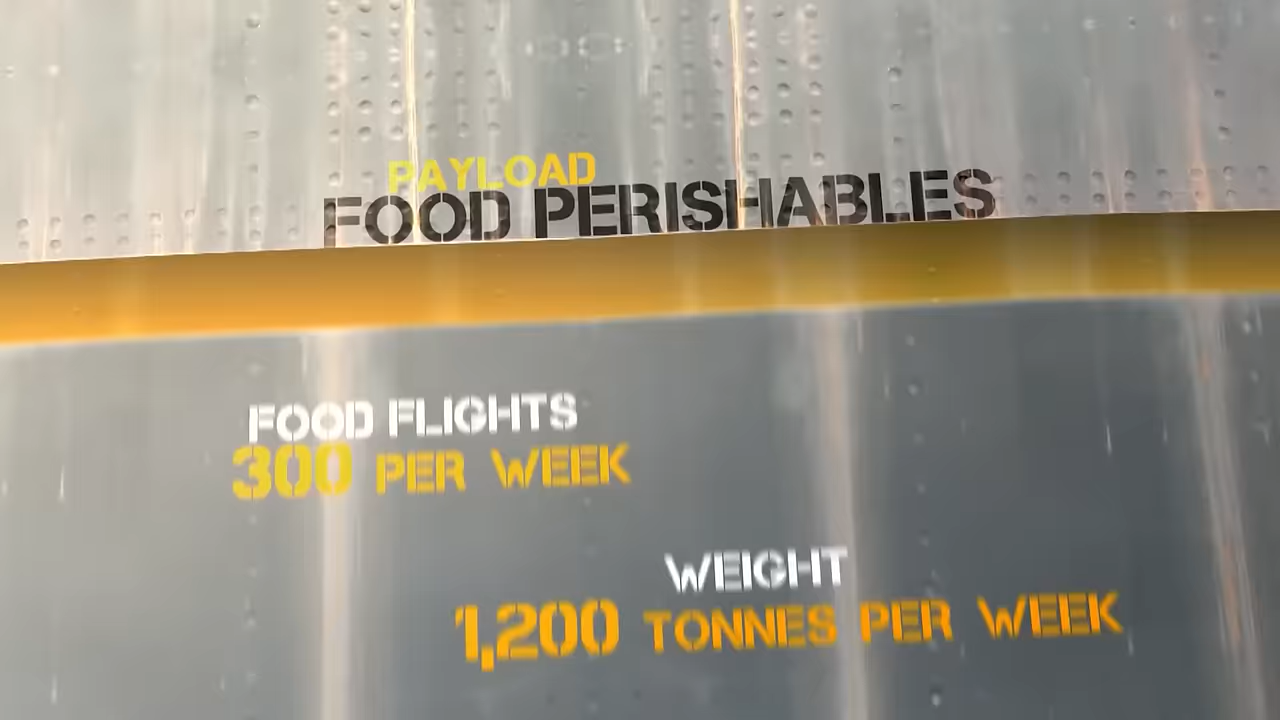 PAYLOAD
FOOD PERISHABLES
FOOD FLIGHTS
300 PER WEEK
WEIGHT
1,200 TONNES PER WEEK